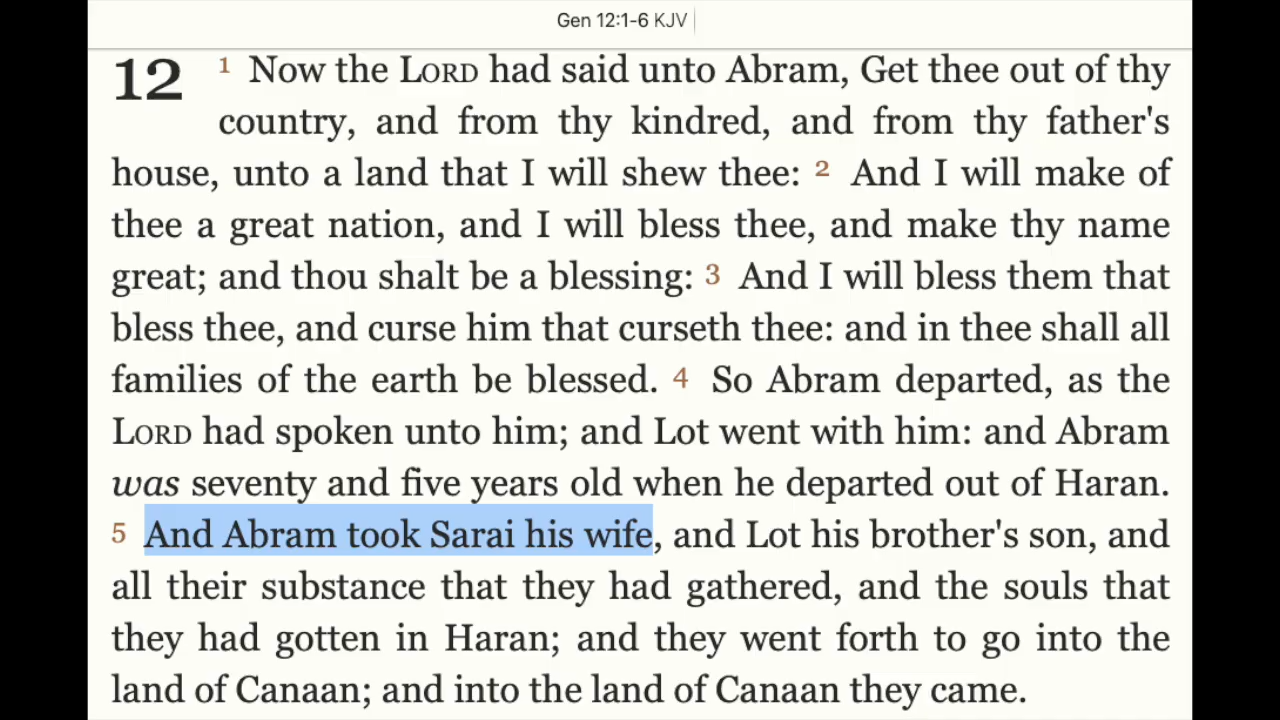 Gen 12:1-6 KJV
12 1 Now the LORD had said unto Abram, Get thee out of thy
country, and from thy kindred, and from thy father's
house, unto a land that I will shew thee: 2 And I will make of
thee a great nation, and I will bless thee, and make thy name
great; and thou shalt be a blessing: 3 And I will bless them that
bless thee, and curse him that curseth thee: and in thee shall all
families of the earth be blessed. 4 So Abram departed, as the
LORD had spoken unto him; and Lot went with him: and Abram
was seventy and five years old when he departed out of Haran.
5 And Abram took Sarai his wife, and Lot his brother's son, and
all their substance that they had gathered, and the souls that
they had gotten in Haran; and they went forth to go into the
land of Canaan; and into the land of Canaan they came.